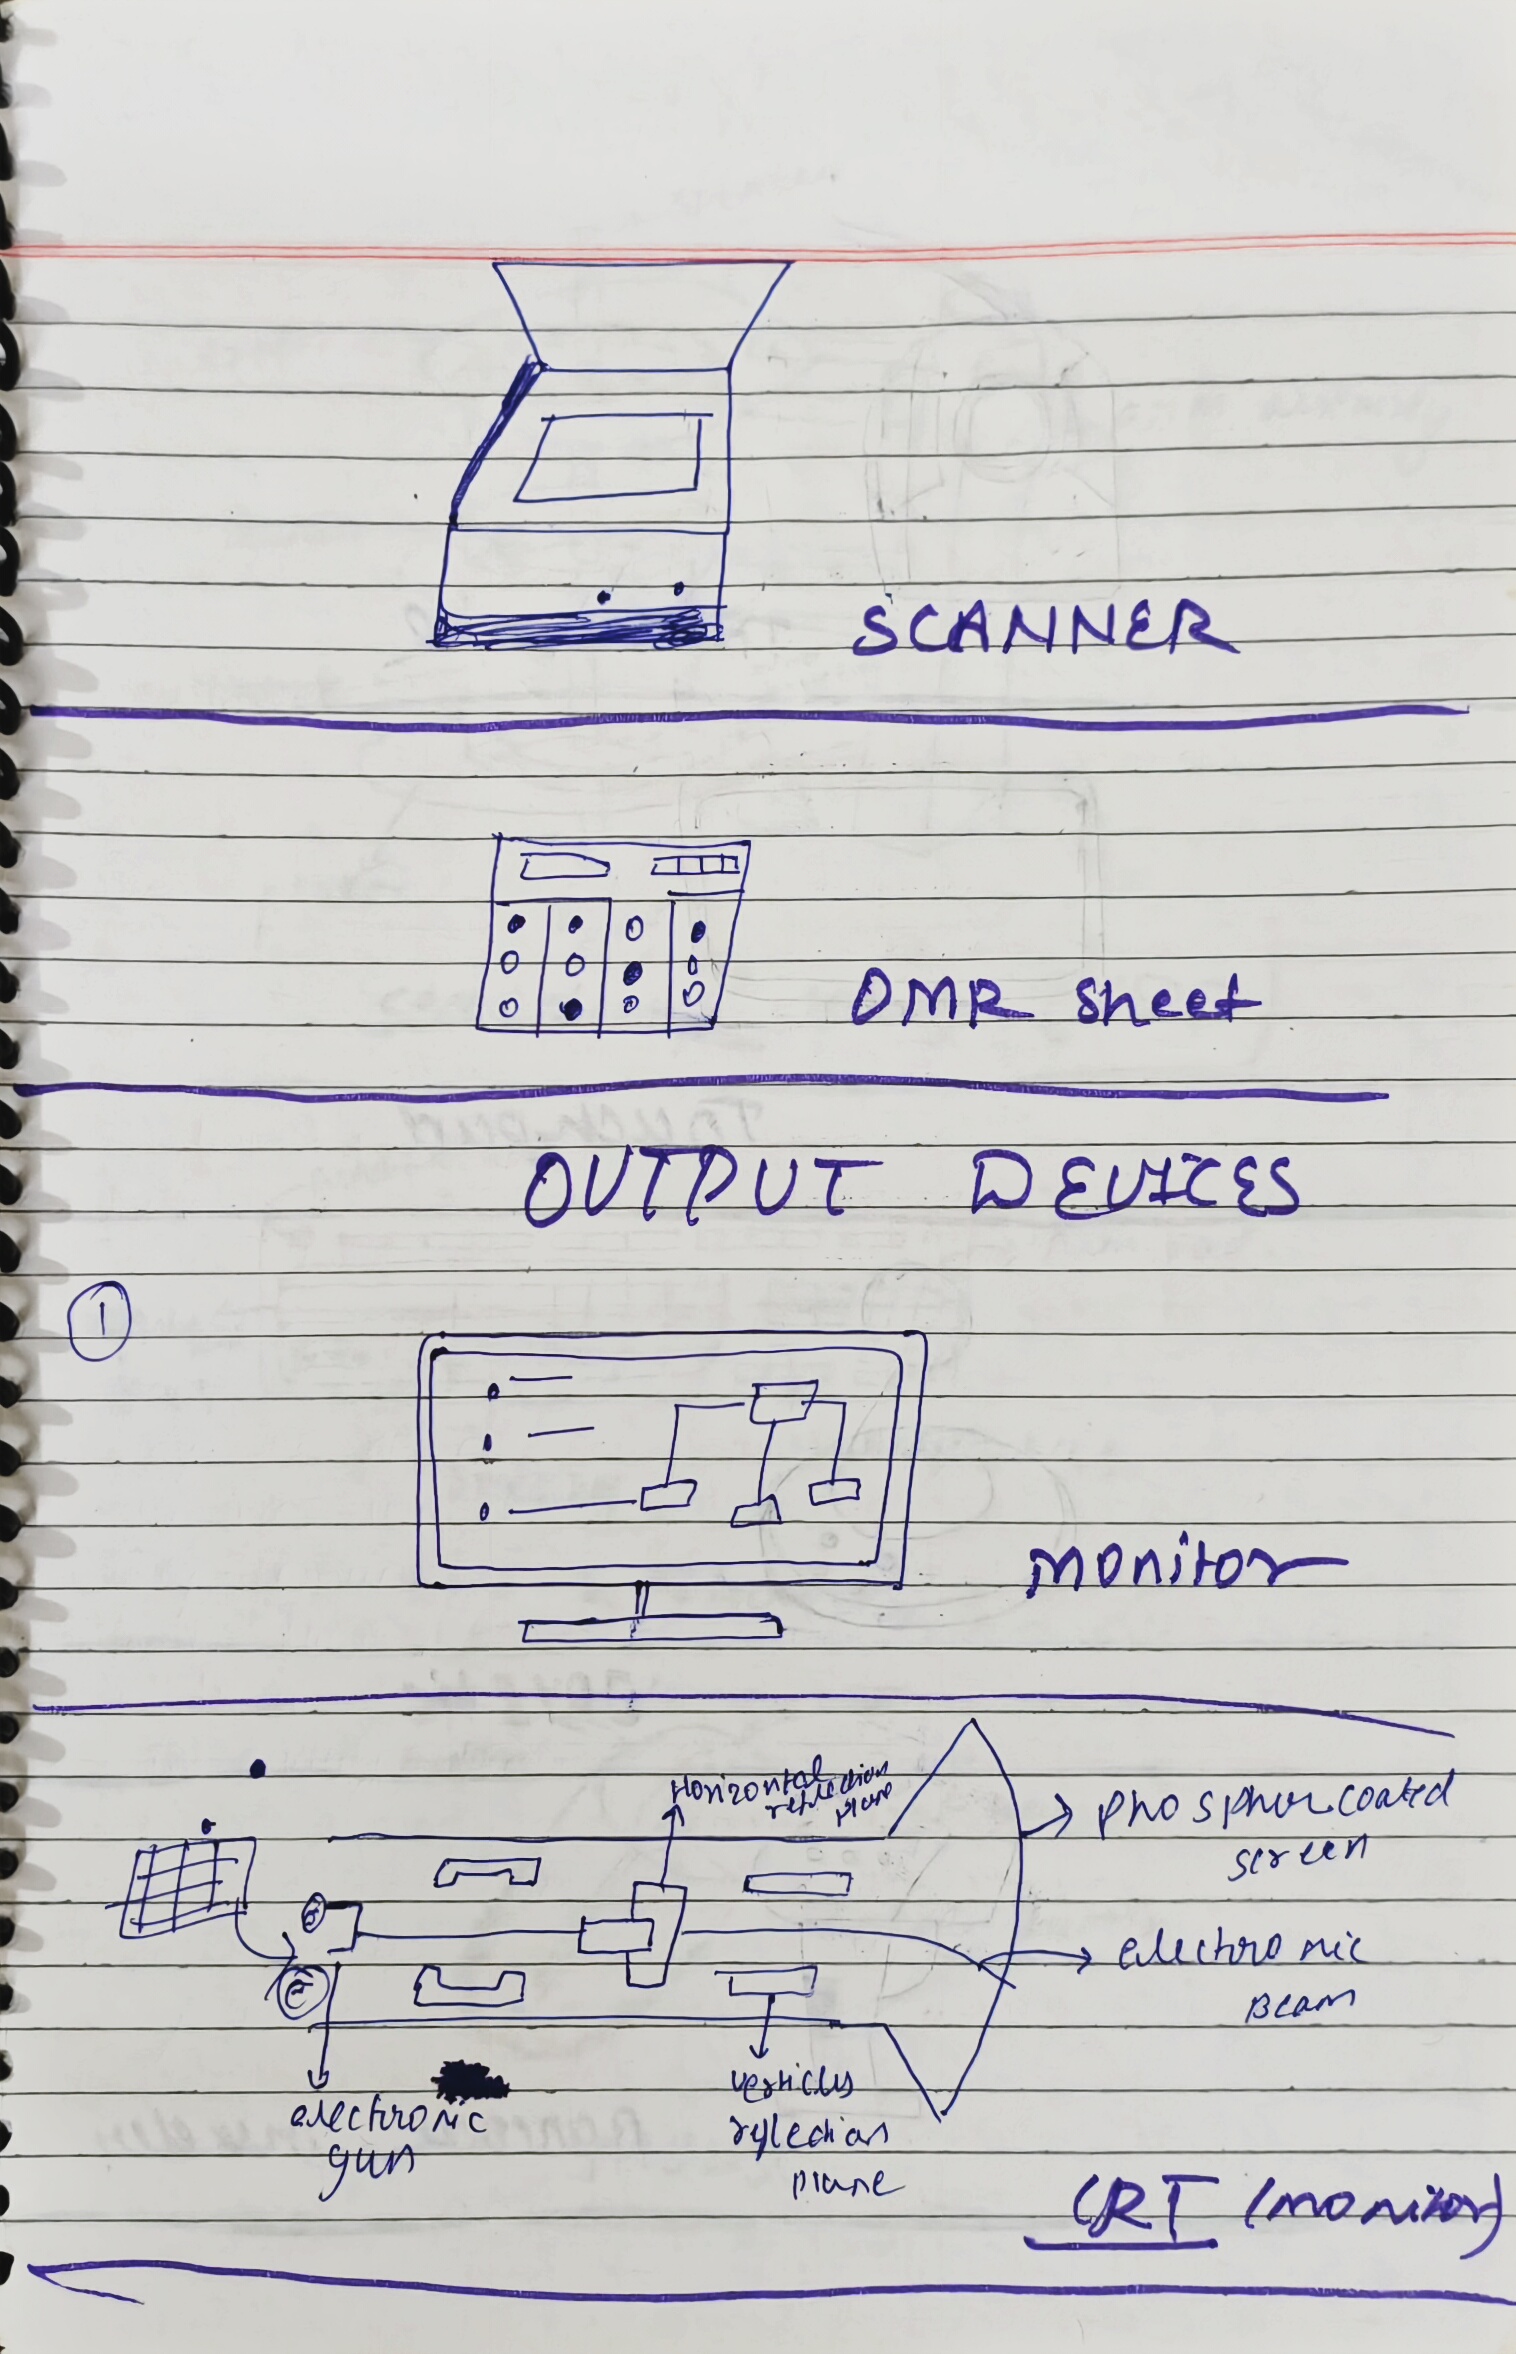 SCANNER
OMR sheet
OUTPUT DEVICES
1
monitor
Horizontal
reflection
plane
phosphor coated
screen
electronic
Beam
electronic
gun
verticles
reflection
plane
CRT (monitor)